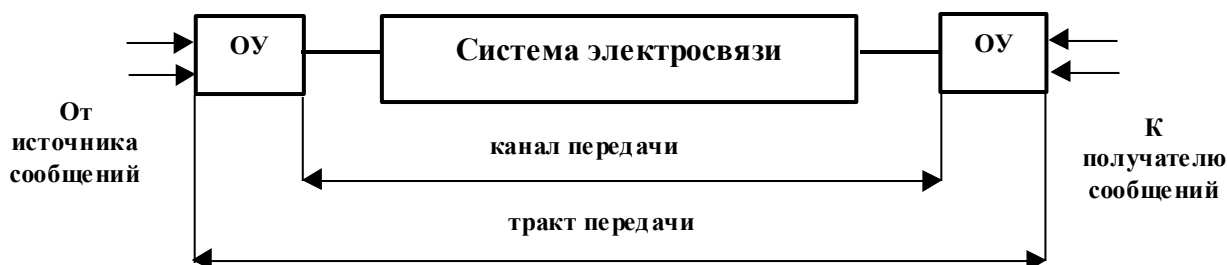 ОУ
Система электросвязи
ОУ
От
источника
сообщений
канал передачи
К
получателю
сообщений
тракт передачи